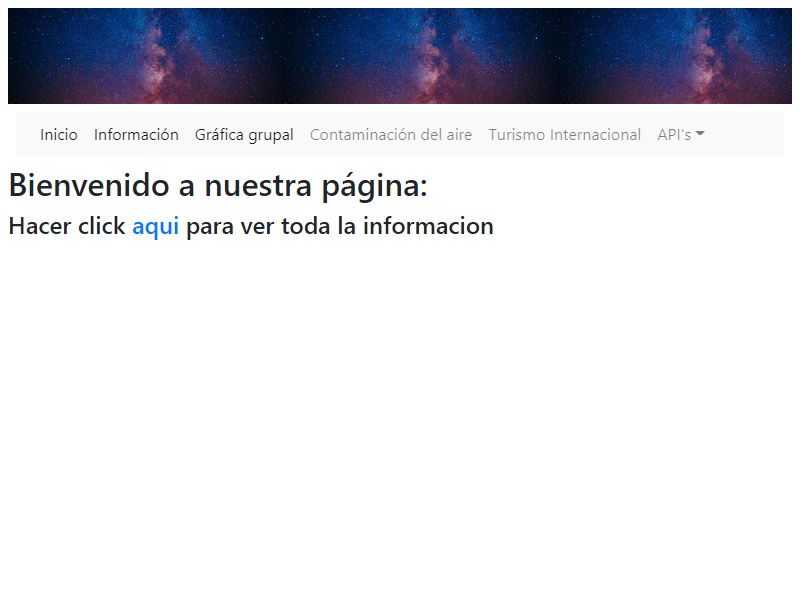 Inicio Información Gráfica grupal Contaminación del aire Turismo Internacional API's
Bienvenido a nuestra página:
Hacer click aqui para ver toda la informacion